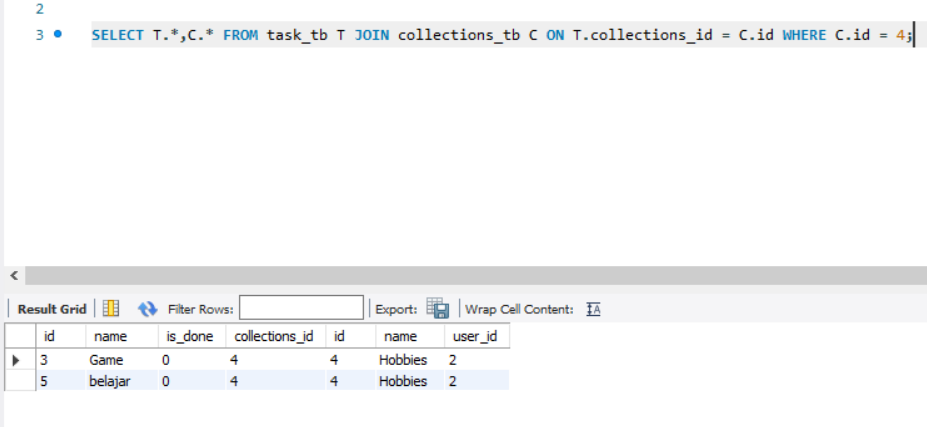 2
3 SELECT T.*,C.* FROM task_tb T JOIN collections_tb C ON T.collections_id = C.id WHERE C.id = 4;
Result Grid Filter Rows: Export: Wrap Cell Content: IA
id name is_done collections_id id name user_id
3 Game 0 4 4 Hobbies 2
5 belajar 0 4 4 Hobbies 2